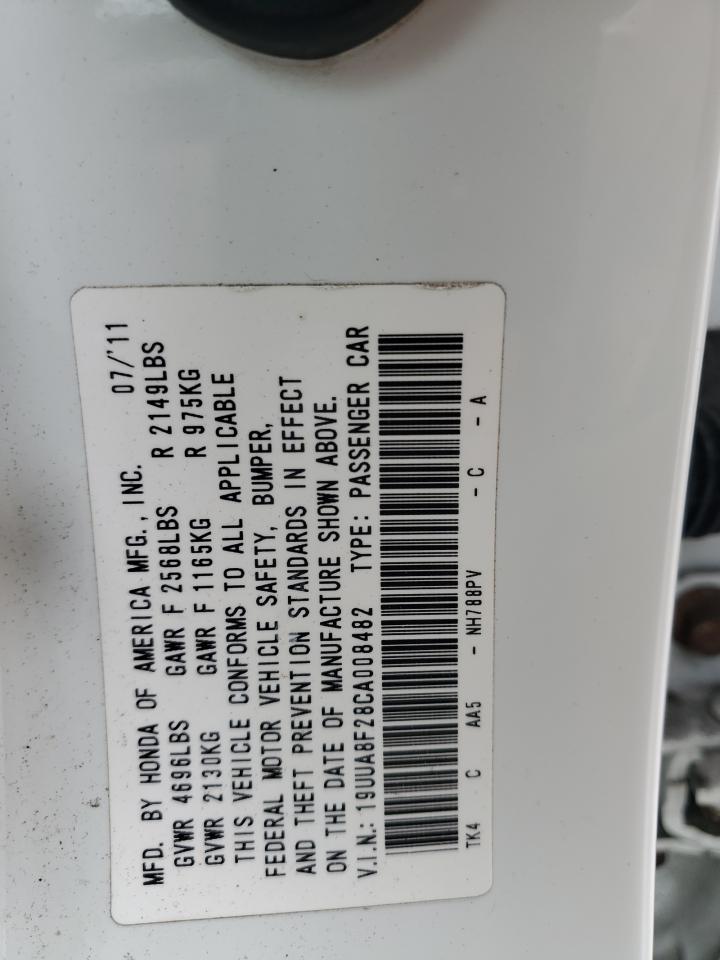 MFD. BY HONDA OF AMERICA MFG., INC. 07/'11
GVWR 4696LBS GAWR F 2568LBS R 2149LBS
GVWR 2130KG GAWR F 1165KG R 975KG
THIS VEHICLE CONFORMS TO ALL APPLICABLE
FEDERAL MOTOR VEHICLE SAFETY, BUMPER,
AND THEFT PREVENTION STANDARDS IN EFFECT
ON THE DATE OF MANUFACTURE SHOWN ABOVE.
V.I.N.: 19UUA8F28CA008482 TYPE: PASSENGER CAR
TK4 C AA5 - NH788PV - C - A